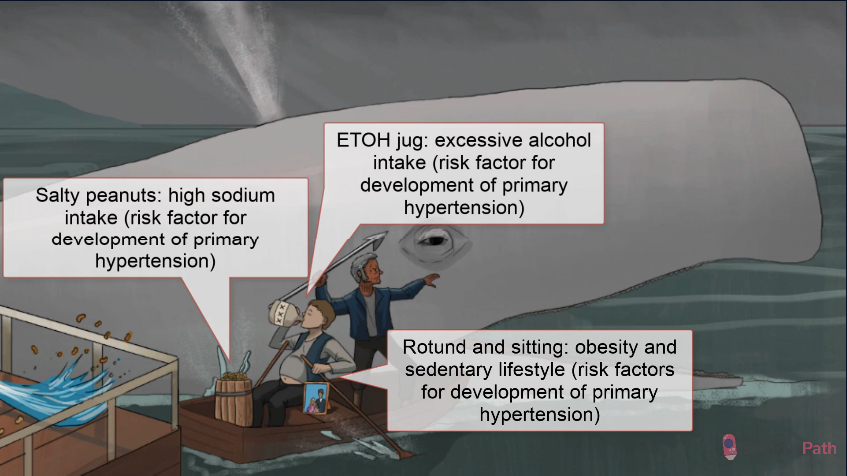 ETOH jug: excessive alcohol
intake (risk factor for
development of primary
hypertension)
Salty peanuts: high sodium
intake (risk factor for
development of primary
hypertension)
XXX
Rotund and sitting: obesity and
sedentary lifestyle (risk factors
for development of primary
hypertension)
Path